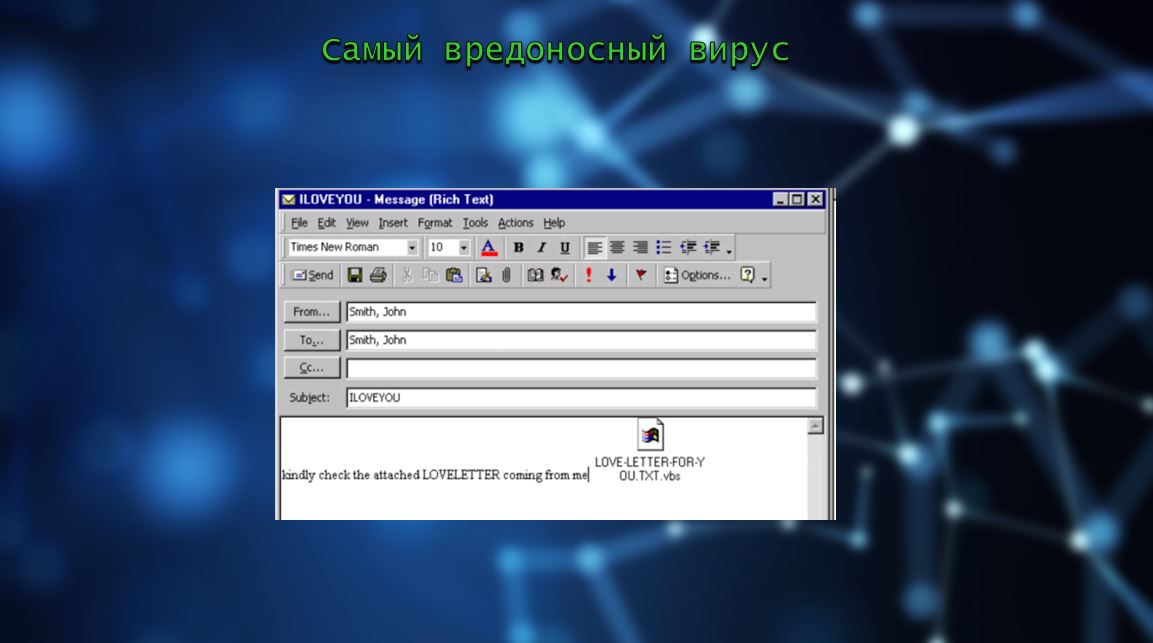 Самый вредоносный вирус
ILOVEYOU - Message (Rich Text)
File Edit View Insert Format Tools Actions Help
Times New Roman 10 A B I U
Send Options...
From... Smith, John
To... Smith, John
Cc...
Subject: ILOVEYOU
kindly check the attached LOVELETTER coming from me
LOVE-LETTER-FOR-Y
OU.TXT.vbs